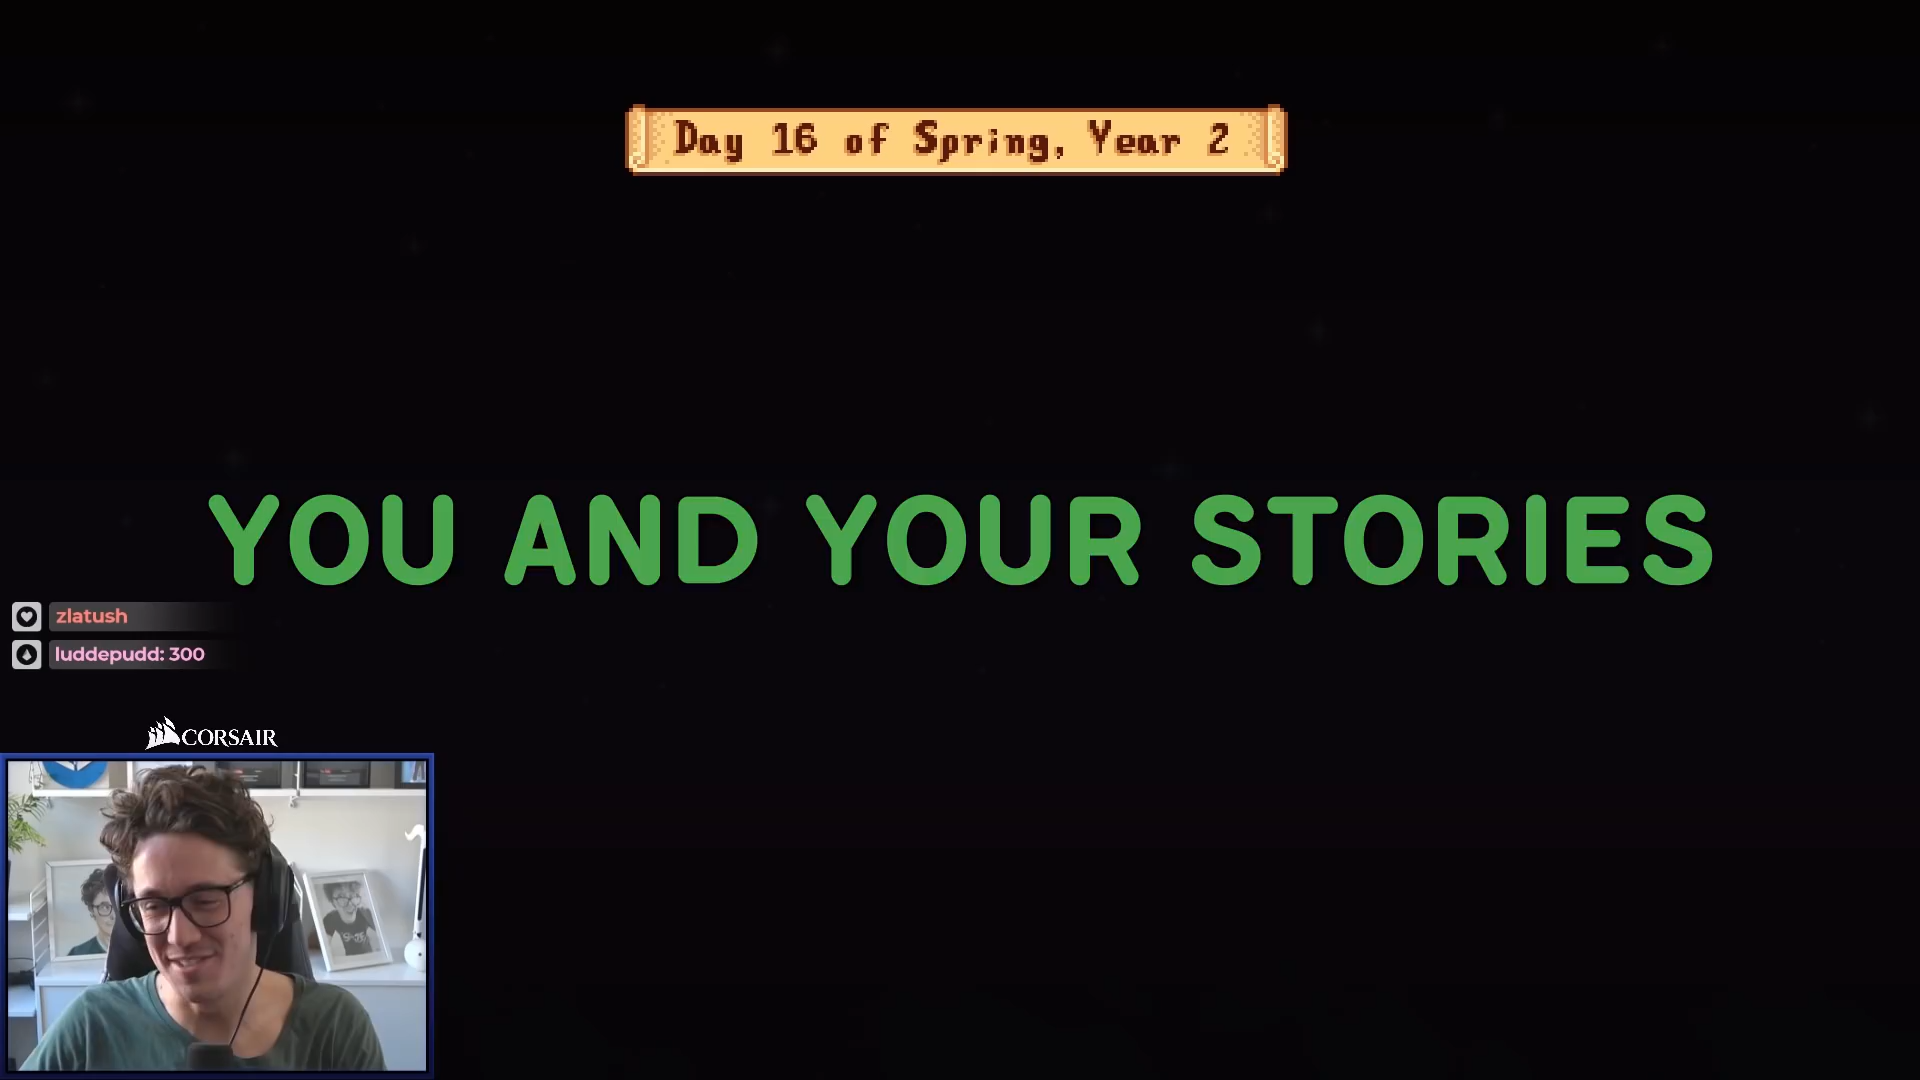 Day 16 of Spring, Year 2
YOU AND YOUR STORIES
zlatush
luddepudd: 300
CORSAIR